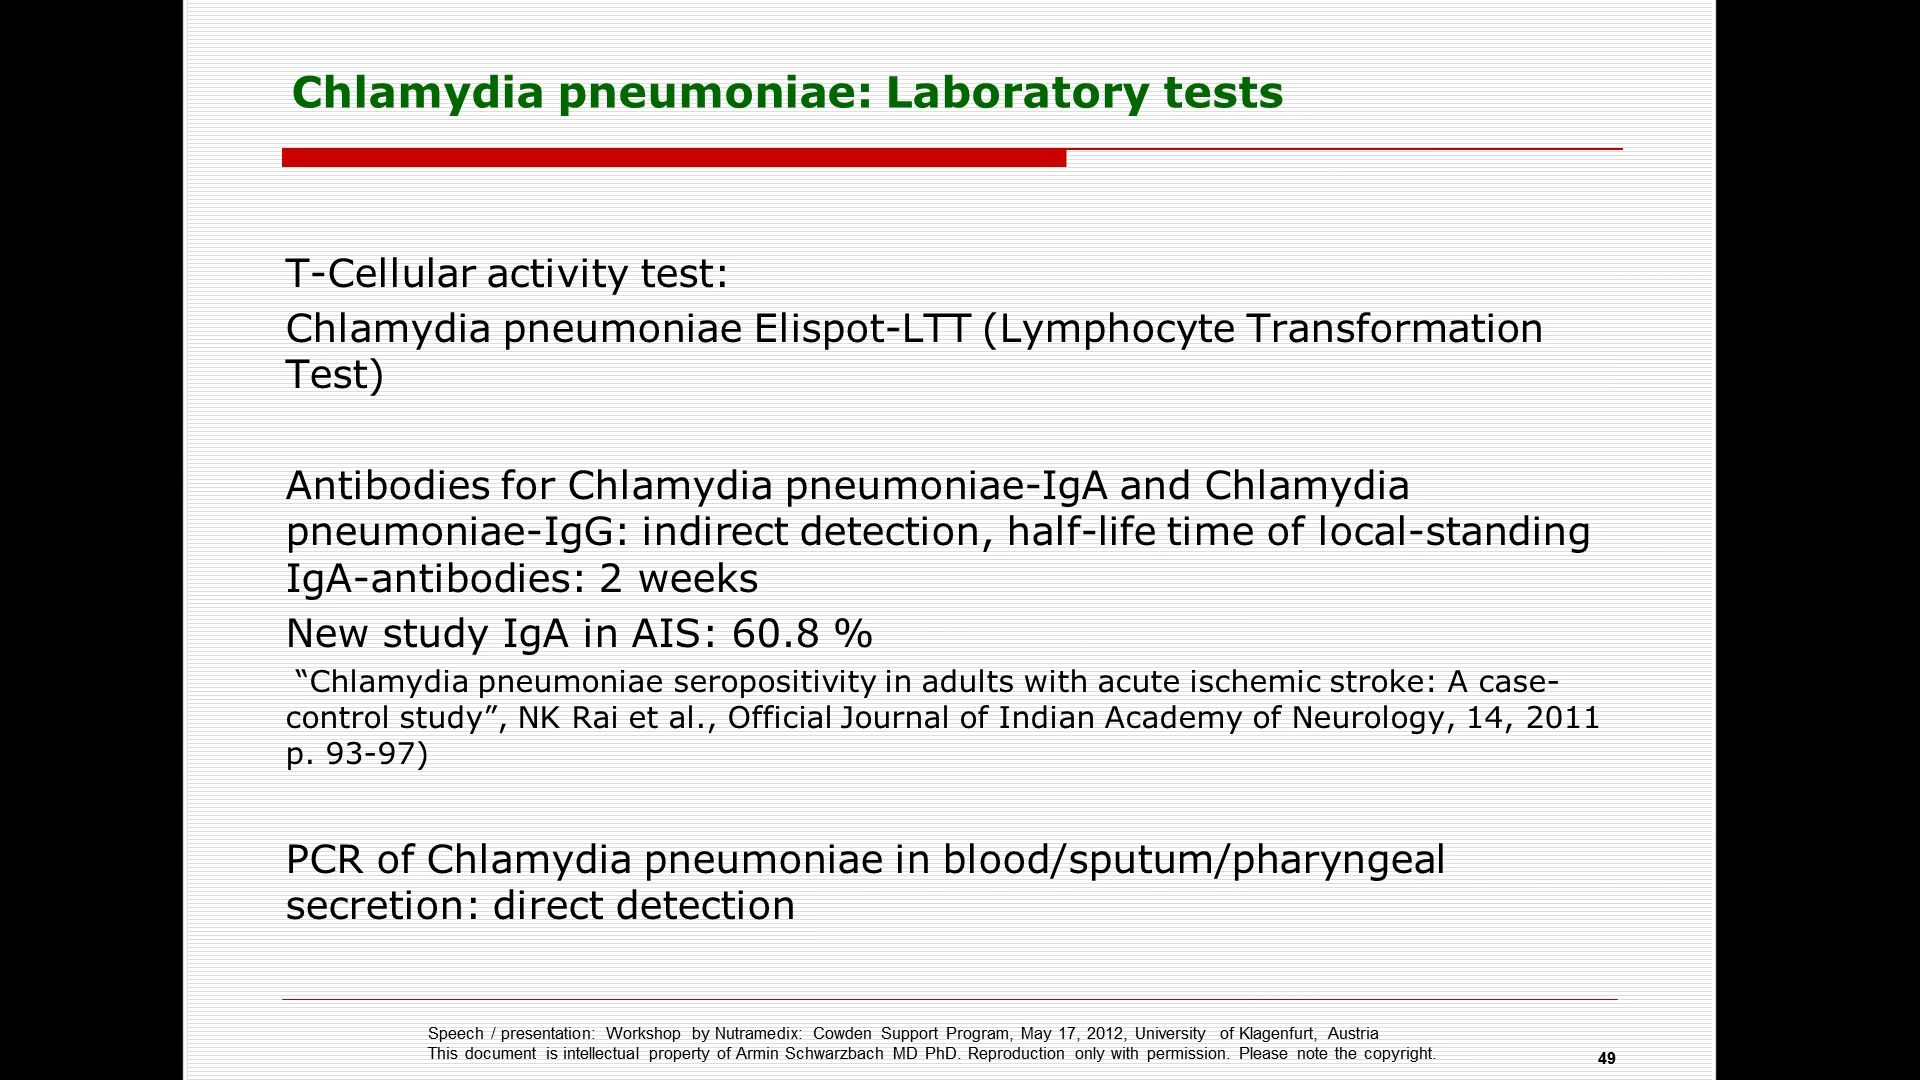 Chlamydia pneumoniae: Laboratory tests
T-Cellular activity test:
Chlamydia pneumoniae Elispot-LTT (Lymphocyte Transformation
Test)
Antibodies for Chlamydia pneumoniae-IgA and Chlamydia
pneumoniae-IgG: indirect detection, half-life time of local-standing
IgA-antibodies: 2 weeks
New study IgA in AIS: 60.8 %
“Chlamydia pneumoniae seropositivity in adults with acute ischemic stroke: A case-
control study”, NK Rai et al., Official Journal of Indian Academy of Neurology, 14, 2011
p. 93-97)
PCR of Chlamydia pneumoniae in blood/sputum/pharyngeal
secretion: direct detection
Speech / presentation: Workshop by Nutramedix: Cowden Support Program, May 17, 2012, University of Klagenfurt, Austria
This document is intellectual property of Armin Schwarzbach MD PhD. Reproduction only with permission. Please note the copyright.
49